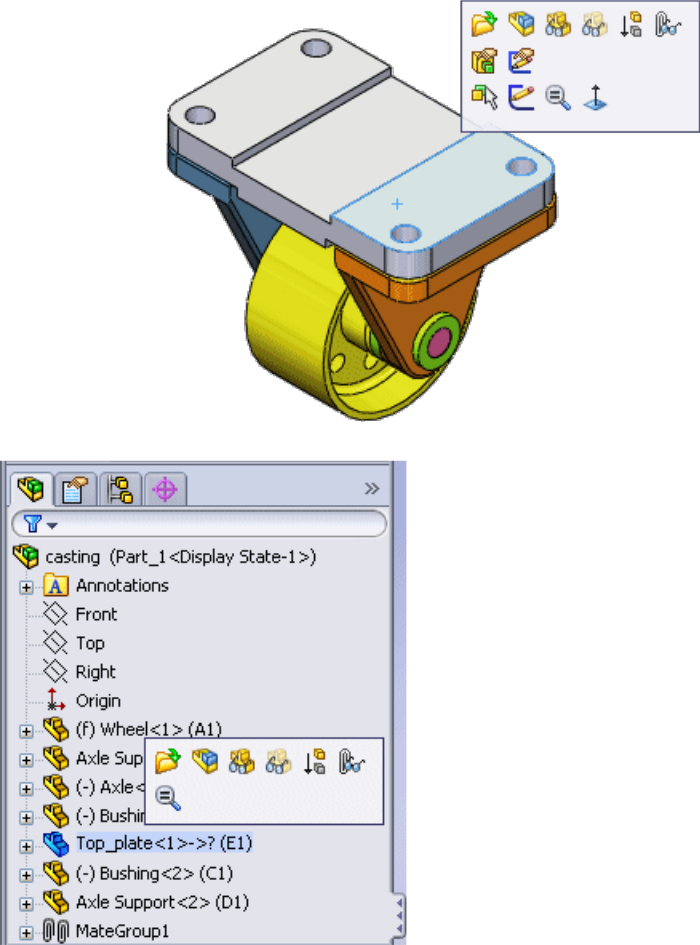 casting (Part_1<Display State-1>)
A Annotations
Front
Top
Right
Origin
(f) Wheel<1> (A1)
Axle Sup
(-) Axle<
(-) Bushin
Top_plate<1>->? (E1)
(-) Bushing<2> (C1)
Axle Support<2> (D1)
MateGroup1